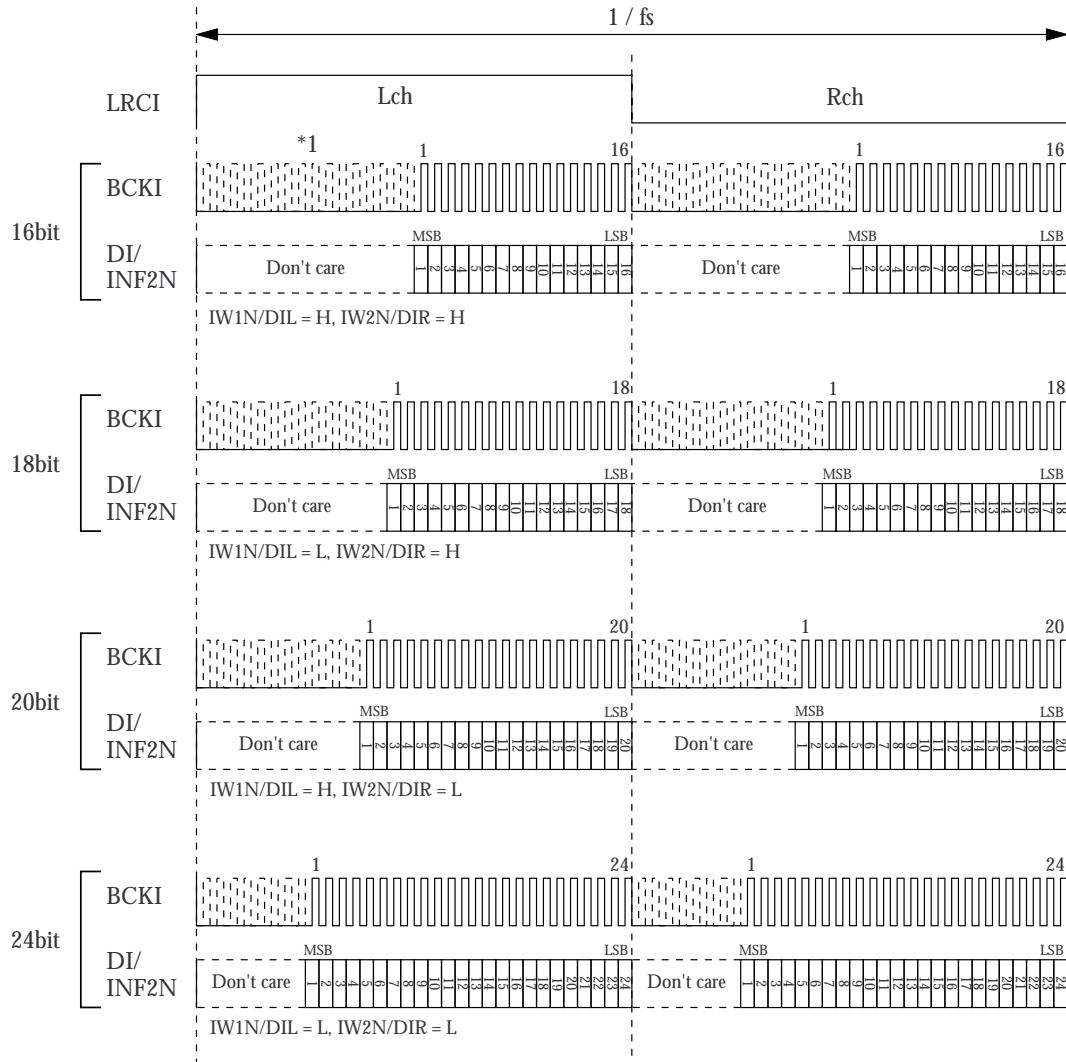 1 / fs
LRCI Lch Rch
*1 1 16 1 16
16bit
BCKI
MSB LSB MSB LSB
DI/
INF2N
Don't care 1 2 3 4 5 6 7 8 9 10 11 12 13 14 15 16 Don't care 1 2 3 4 5 6 7 8 9 10 11 12 13 14 15 16
IW1N/DIL = H, IW2N/DIR = H
1 18 1 18
18bit
BCKI
MSB LSB MSB LSB
DI/
INF2N
Don't care 1 2 3 4 5 6 7 8 9 10 11 12 13 14 15 16 17 18 Don't care 1 2 3 4 5 6 7 8 9 10 11 12 13 14 15 16 17 18
IW1N/DIL = L, IW2N/DIR = H
1 20 1 20
20bit
BCKI
MSB LSB MSB LSB
DI/
INF2N
Don't care 1 2 3 4 5 6 7 8 9 10 11 12 13 14 15 16 17 18 19 20 Don't care 1 2 3 4 5 6 7 8 9 10 11 12 13 14 15 16 17 18 19 20
IW1N/DIL = H, IW2N/DIR = L
1 24 1 24
24bit
BCKI
MSB LSB MSB LSB
DI/
INF2N
Don't care 1 2 3 4 5 6 7 8 9 10 11 12 13 14 15 16 17 18 19 20 21 22 23 24 Don't care 1 2 3 4 5 6 7 8 9 10 11 12 13 14 15 16 17 18 19 20 21 22 23 24
IW1N/DIL = L, IW2N/DIR = L